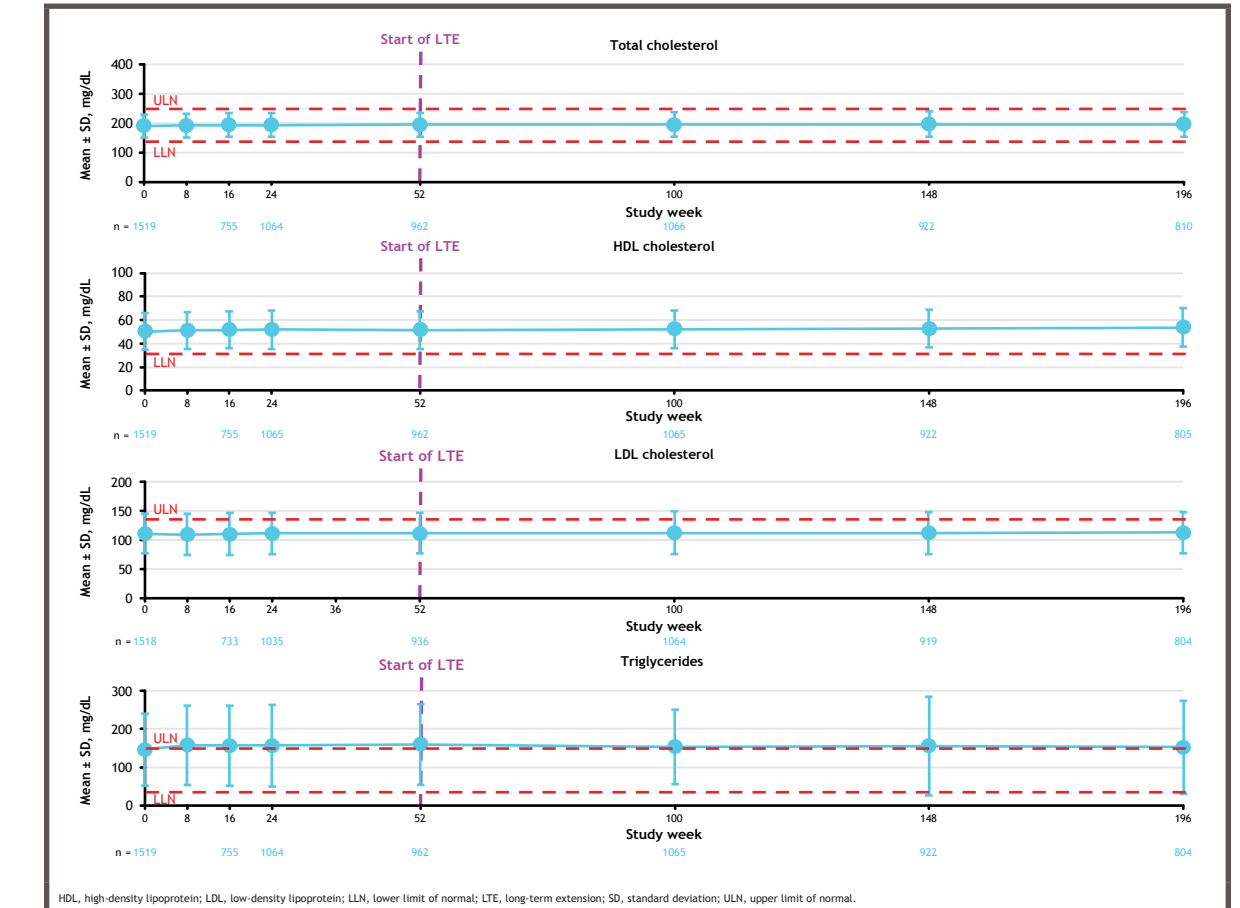 Start of LTE
Total cholesterol
Mean ± SD, mg/dL
400
300
200
100
0
ULN
LLN
0 8 16 24 52 100 148 196
Study week
n = 1519 755 1064 962 1066 922 810
Start of LTE
HDL cholesterol
Mean ± SD, mg/dL
100
80
60
40
20
0
LLN
0 8 16 24 52 100 148 196
Study week
n = 1519 755 1065 962 1065 922 805
Start of LTE
LDL cholesterol
Mean ± SD, mg/dL
200
150
100
50
0
ULN
0 8 16 24 36 52 100 148 196
Study week
n = 1518 733 1035 936 1064 919 804
Start of LTE
Triglycerides
Mean ± SD, mg/dL
300
200
100
0
ULN
LLN
0 8 16 24 52 100 148 196
Study week
n = 1519 755 1064 962 1065 922 804
HDL, high-density lipoprotein; LDL, low-density lipoprotein; LLN, lower limit of normal; LTE, long-term extension; SD, standard deviation; ULN, upper limit of normal.